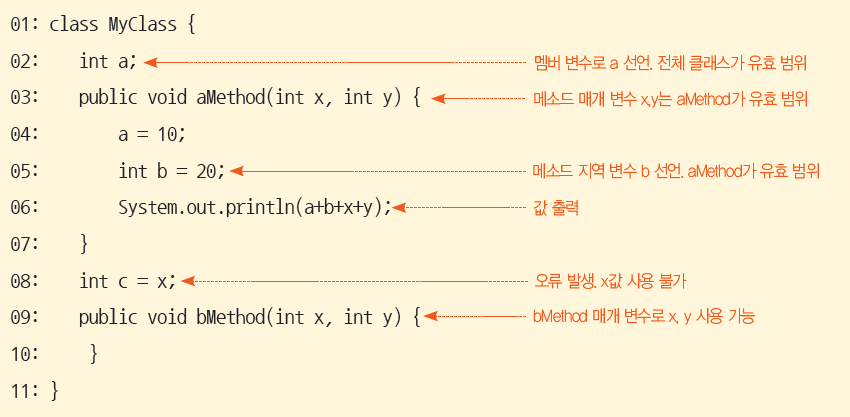 01: class MyClass {
02: int a; 멤버 변수로 a 선언. 전체 클래스가 유효 범위
03: public void aMethod(int x, int y) { 메소드 매개 변수 x,y는 aMethod가 유효 범위
04: a = 10;
05: int b = 20; 메소드 지역 변수 b 선언. aMethod가 유효 범위
06: System.out.println(a+b+x+y); 값 출력
07: }
08: int c = x; 오류 발생. x값 사용 불가
09: public void bMethod(int x, int y) { bMethod 매개 변수로 x, y 사용 가능
10: }
11: }